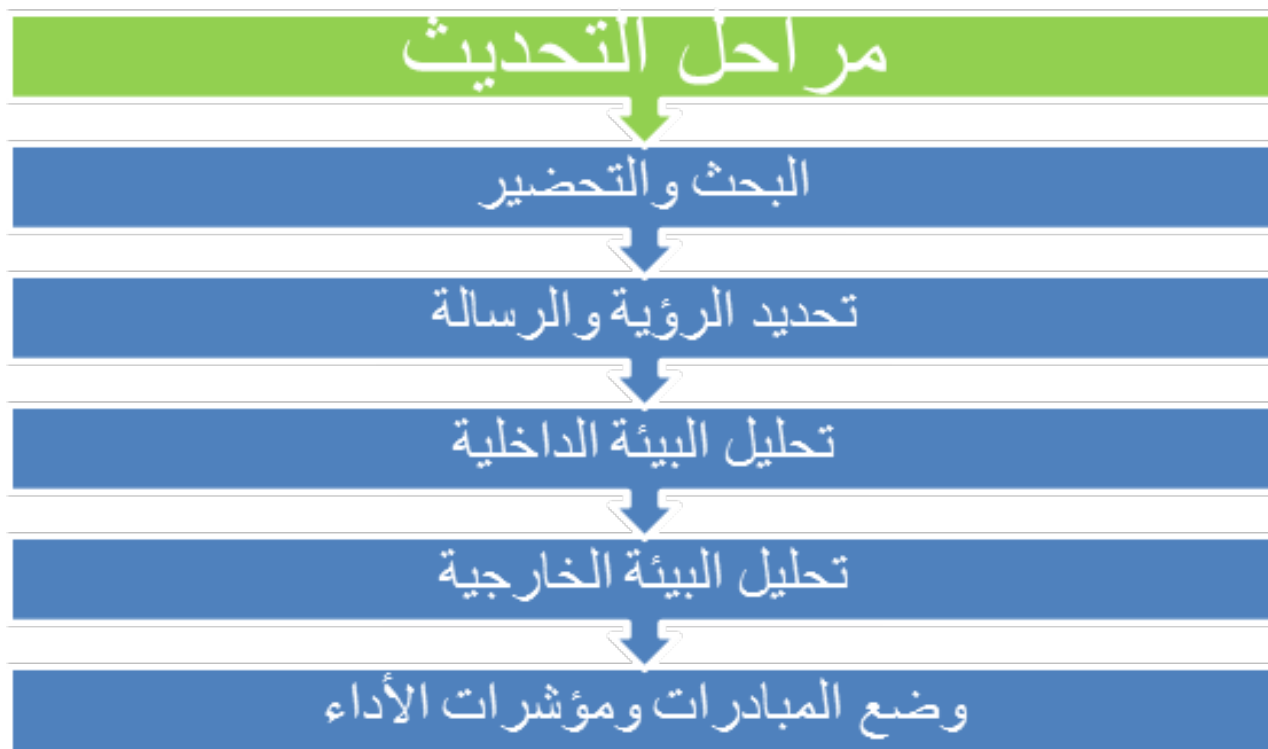 مراحل التحديث
البحث والتحضير
تحديد الرؤية والرسالة
تحليل البيئة الداخلية
تحليل البيئة الخارجية
وضع المبادرات ومؤشرات الأداء